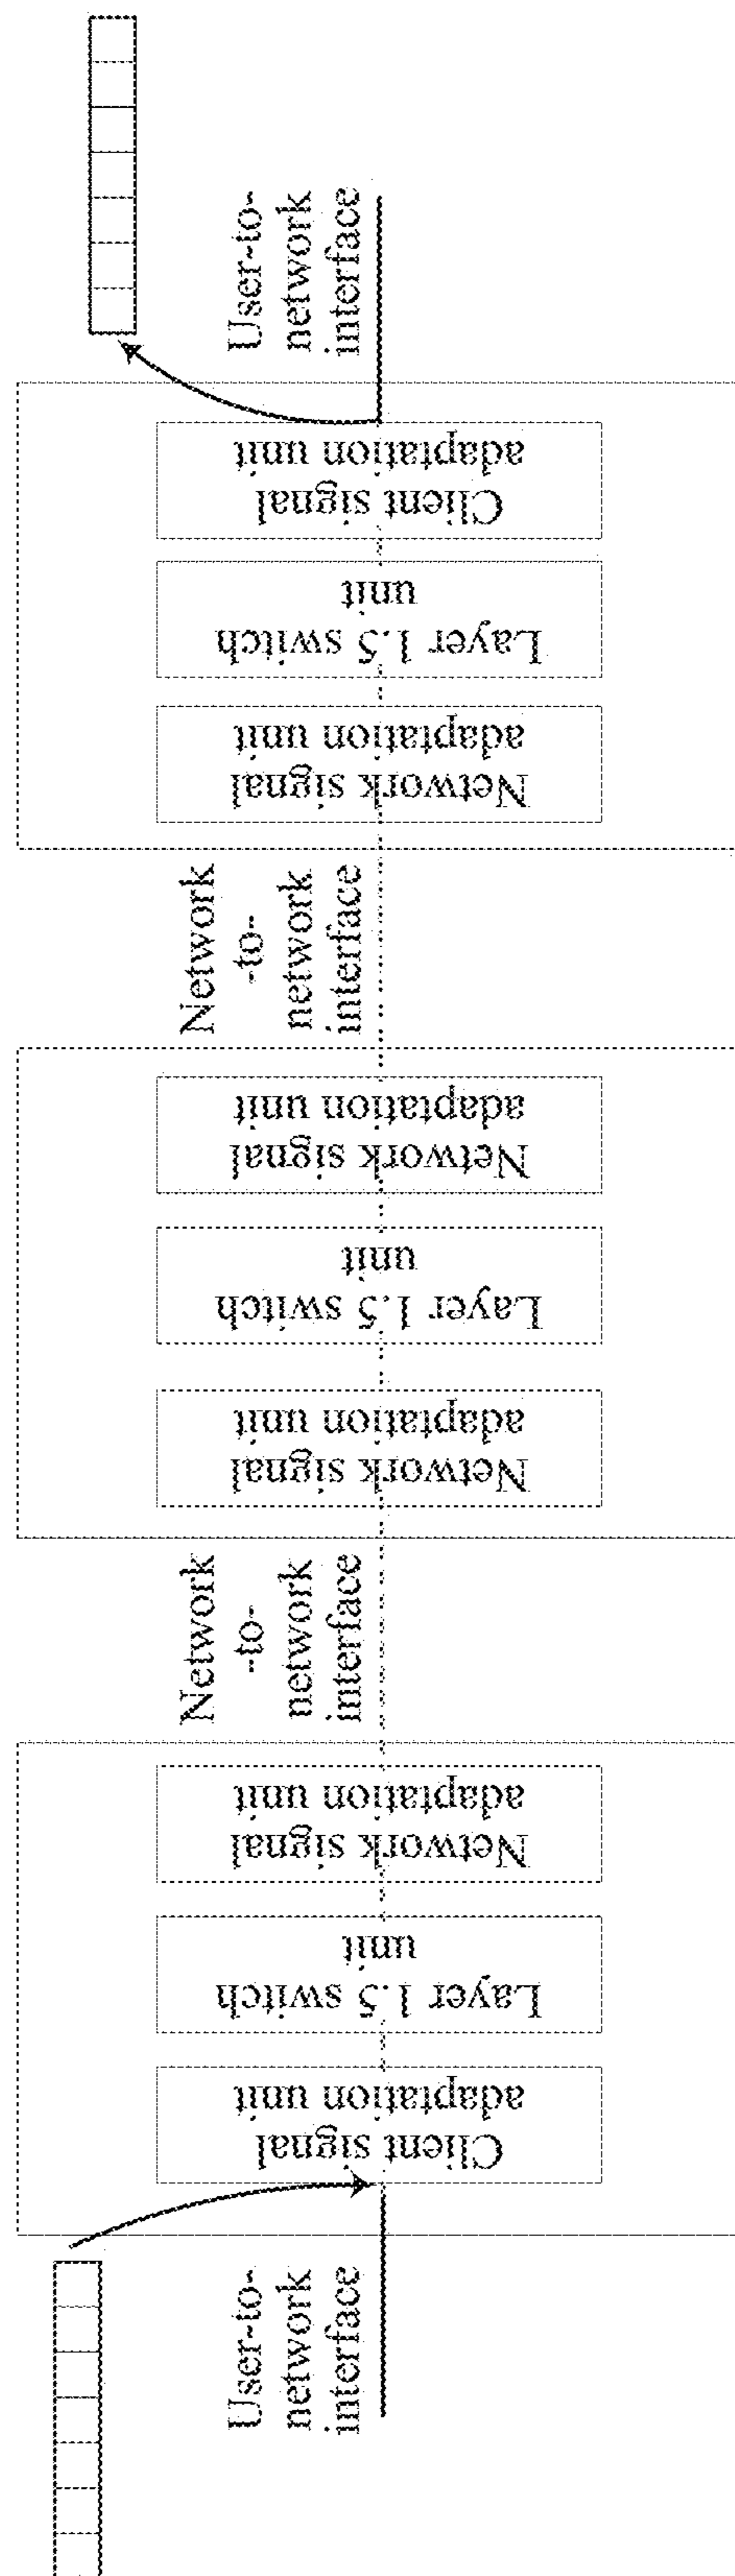 User-to-
network
interface
Client signal
adaptation unit
Layer 1.5 switch
unit
Network signal
adaptation unit
Network
-to-
network
interface
Network signal
adaptation unit
Layer 1.5 switch
unit
Network signal
adaptation unit
Network
-to-
network
interface
Network signal
adaptation unit
Layer 1.5 switch
unit
Client signal
adaptation unit
User-to-
network
interface